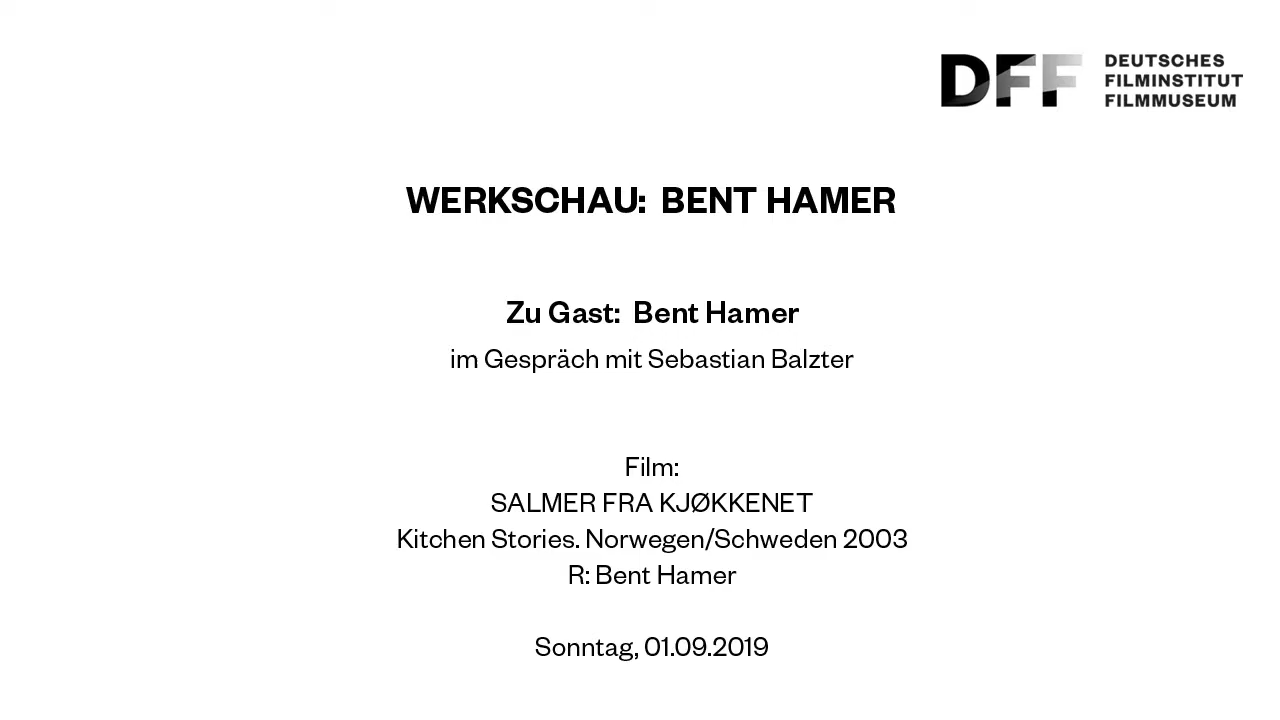 DFF
DEUTSCHES
FILMINSTITUT
FILMMUSEUM
WERKSCHAU: BENT HAMER
Zu Gast: Bent Hamer
im Gespräch mit Sebastian Balzter
Film:
SALMER FRA KJØKKENET
Kitchen Stories. Norwegen/Schweden 2003
R: Bent Hamer
Sonntag, 01.09.2019